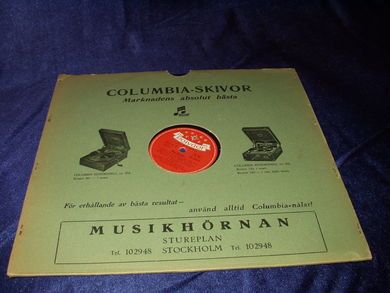 COLUMBIA-SKIVOR
Marknadens absolut bästa
Polydor
För erhållande av bästa resultat—
använd alltid Columbia-nålar!
MUSIKHÖRNAN
STUREPLAN
Tel. 102948 STOCKHOLM Tel. 102948